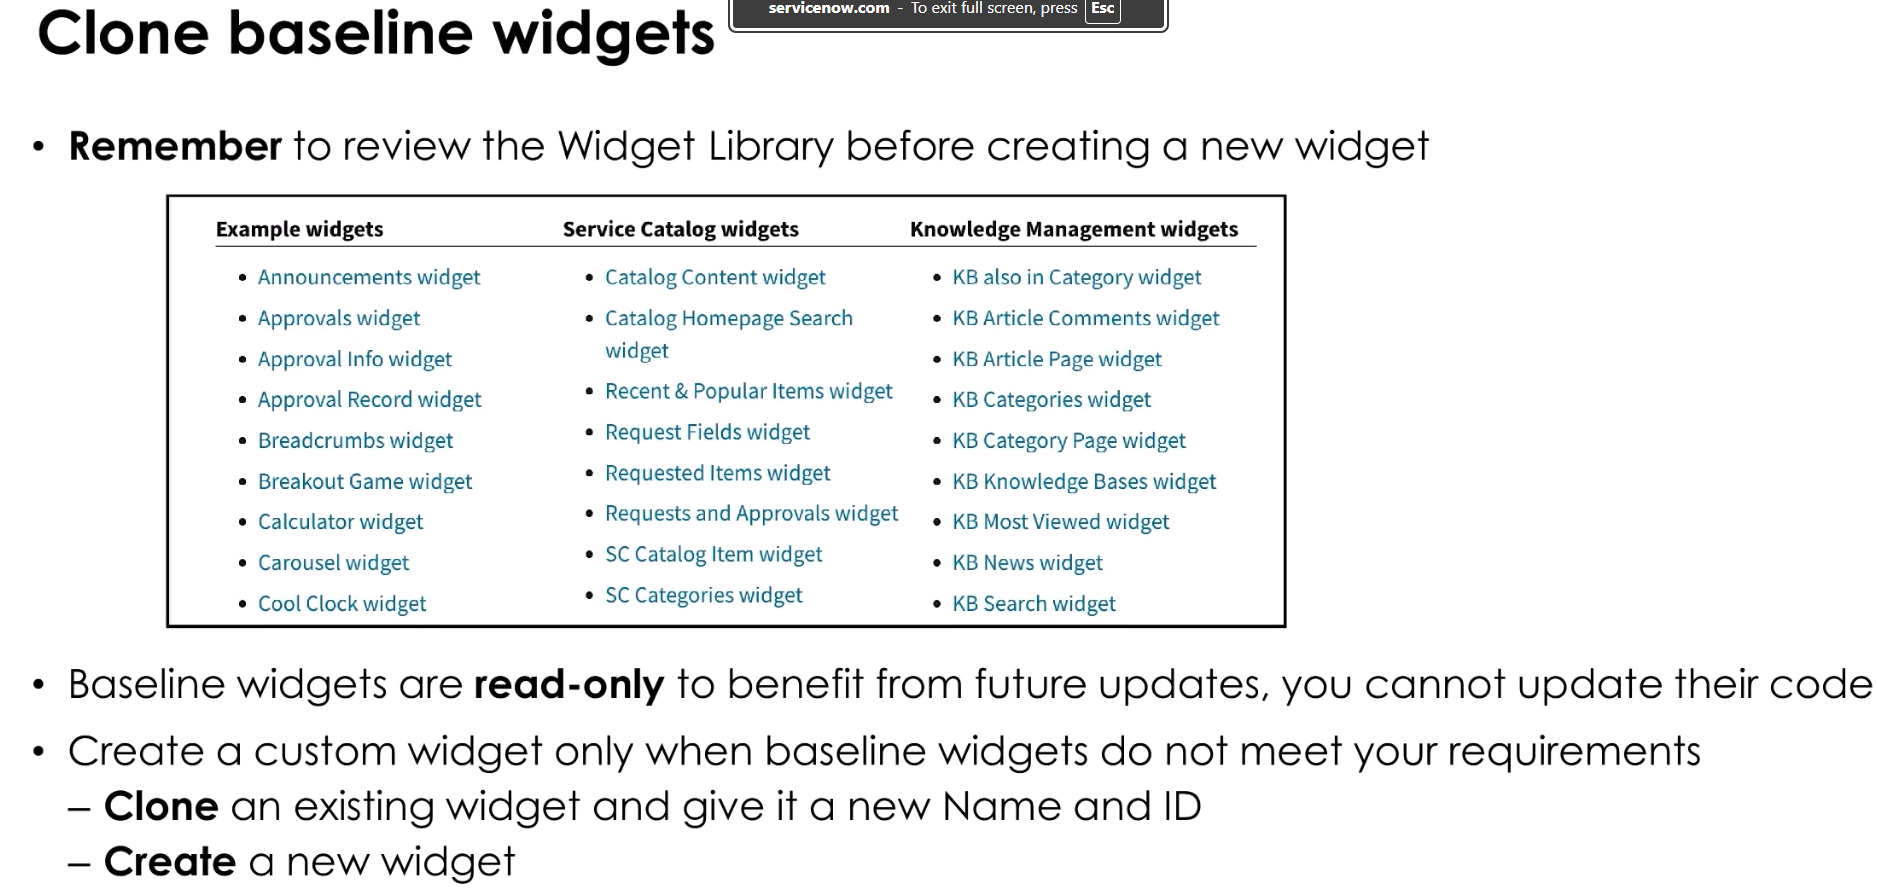 Clone baseline widgets
servicenow.com - To exit full screen, press Esc
• Remember to review the Widget Library before creating a new widget
Example widgets
• Announcements widget
• Approvals widget
• Approval Info widget
• Approval Record widget
• Breadcrumbs widget
• Breakout Game widget
• Calculator widget
• Carousel widget
• Cool Clock widget
Service Catalog widgets
• Catalog Content widget
• Catalog Homepage Search
widget
• Recent & Popular Items widget
• Request Fields widget
• Requested Items widget
• Requests and Approvals widget
• SC Catalog Item widget
• SC Categories widget
Knowledge Management widgets
• KB also in Category widget
• KB Article Comments widget
• KB Article Page widget
• KB Categories widget
• KB Category Page widget
• KB Knowledge Bases widget
• KB Most Viewed widget
• KB News widget
• KB Search widget
• Baseline widgets are read-only to benefit from future updates, you cannot update their code
• Create a custom widget only when baseline widgets do not meet your requirements
– Clone an existing widget and give it a new Name and ID
– Create a new widget